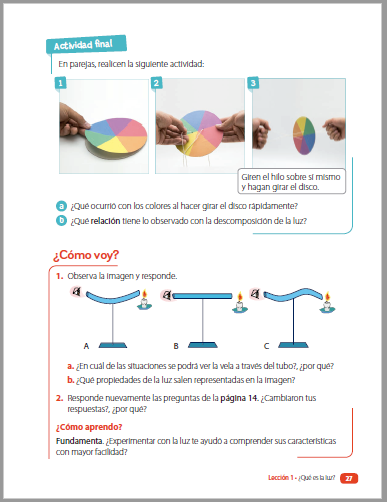 Actividad final
En parejas, realicen la siguiente actividad:
1
2
3
Giren el hilo sobre sí mismo
y hagan girar el disco.
a ¿Qué ocurrió con los colores al hacer girar el disco rápidamente?
b ¿Qué relación tiene lo observado con la descomposición de la luz?
¿Cómo voy?
1. Observa la imagen y responde.
A
B
C
a. ¿En cuál de las situaciones se podrá ver la vela a través del tubo?, ¿por qué?
b. ¿Qué propiedades de la luz salen representadas en la imagen?
2. Responde nuevamente las preguntas de la página 14. ¿Cambiaron tus
respuestas?, ¿por qué?
¿Cómo aprendo?
Fundamenta. ¿Experimentar con la luz te ayudó a comprender sus características
con mayor facilidad?
Lección 1 • ¿Qué es la luz? 27